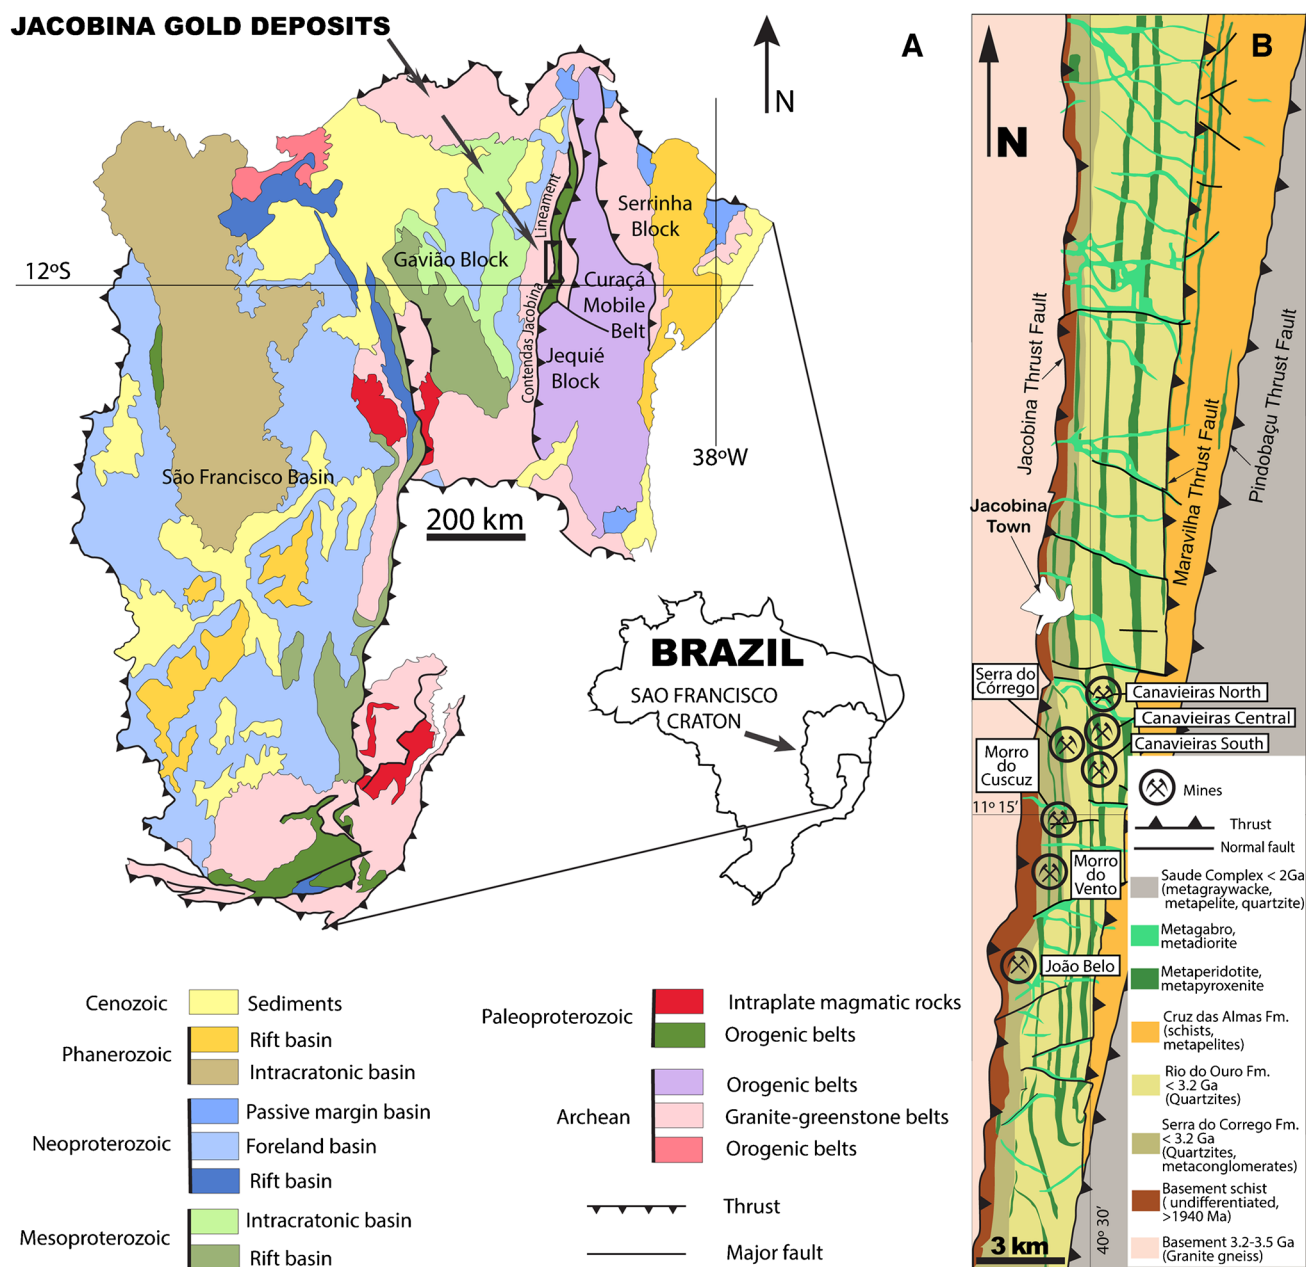 JACOBINA GOLD DEPOSITS
A
N
12ºS
Gavião Block
Lineament
Contendas Jacobina
Serrinha
Block
Curaçá
Mobile
Belt
Jequié
Block
38ºW
São Francisco Basin
200 km
BRAZIL
SAO FRANCISCO
CRATON
Cenozoic
Sediments
Phanerozoic
Rift basin
Intracratonic basin
Neoproterozoic
Passive margin basin
Foreland basin
Rift basin
Mesoproterozoic
Intracratonic basin
Rift basin
Paleoproterozoic
Intraplate magmatic rocks
Orogenic belts
Archean
Orogenic belts
Granite-greenstone belts
Orogenic belts
Thrust
Major fault
B
N
Jacobina Thrust Fault
Maravilha Thrust Fault
Pindobaçu Thrust Fault
Jacobina
Town
Serra do
Córrego
Canavieiras North
Canavieiras Central
Canavieiras South
Morro
do
Cuscuz
11º 15’
Morro
do
Vento
João Belo
Mines
Thrust
Normal fault
Saude Complex < 2Ga
(metagraywacke,
metapelite, quartzite)
Metagabro,
metadiorite
Metaperidotite,
metapyroxenite
Cruz das Almas Fm.
(schists,
metapelites)
Rio do Ouro Fm.
< 3.2 Ga
(Quartzites)
Serra do Corrego Fm.
< 3.2 Ga
(Quartzites,
metaconglomerates)
Basement schist
( undifferentiated,
>1940 Ma)
Basement 3.2-3.5 Ga
(Granite gneiss)
40º 30’
3 km